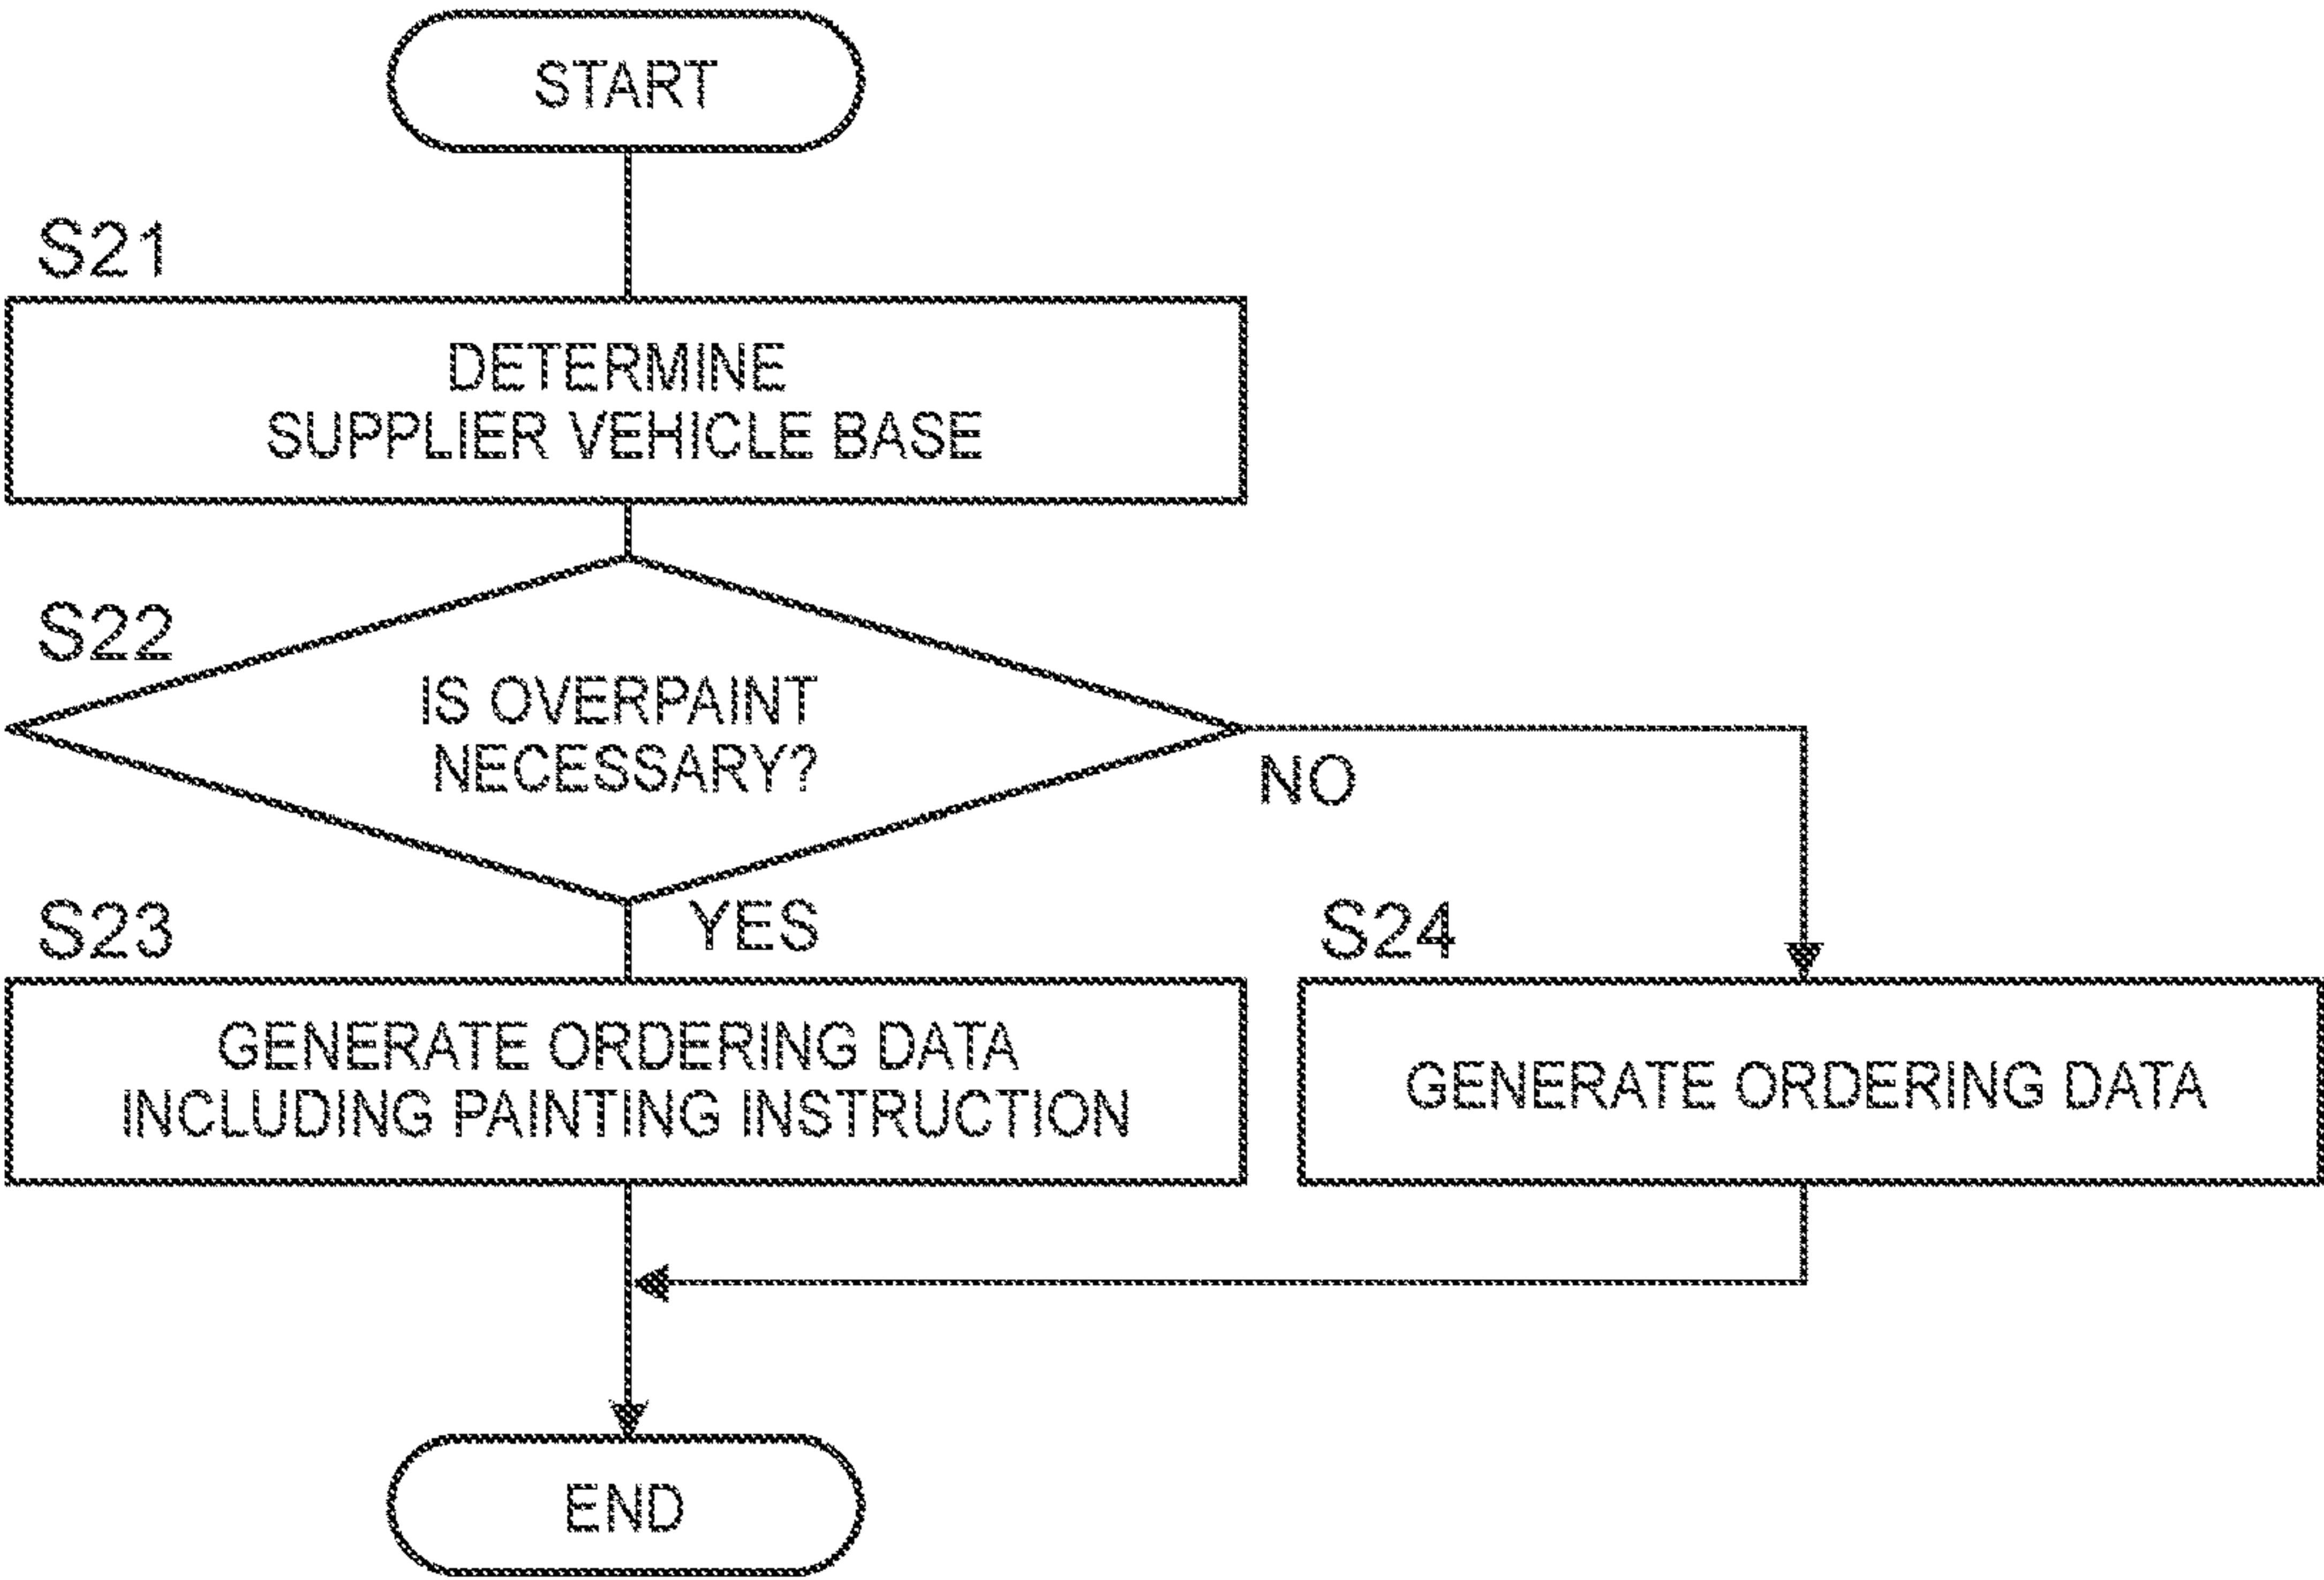 START
S21
DETERMINE
SUPPLIER VEHICLE BASE
S22
IS OVERPAINT
NECESSARY?
NO
YES
S23
GENERATE ORDERING DATA
INCLUDING PAINTING INSTRUCTION
S24
GENERATE ORDERING DATA
END